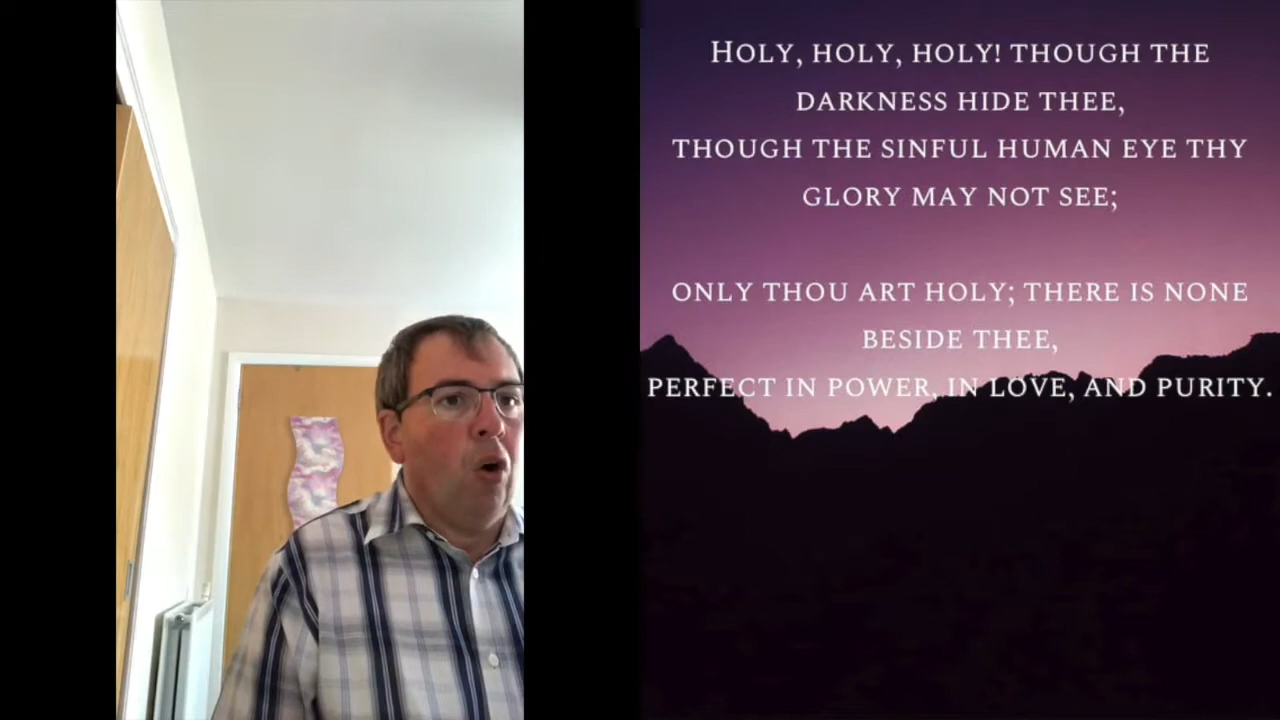 Holy, holy, holy! though the
darkness hide thee,
though the sinful human eye thy
glory may not see;
only thou art holy; there is none
beside thee,
perfect in power, in love, and purity.